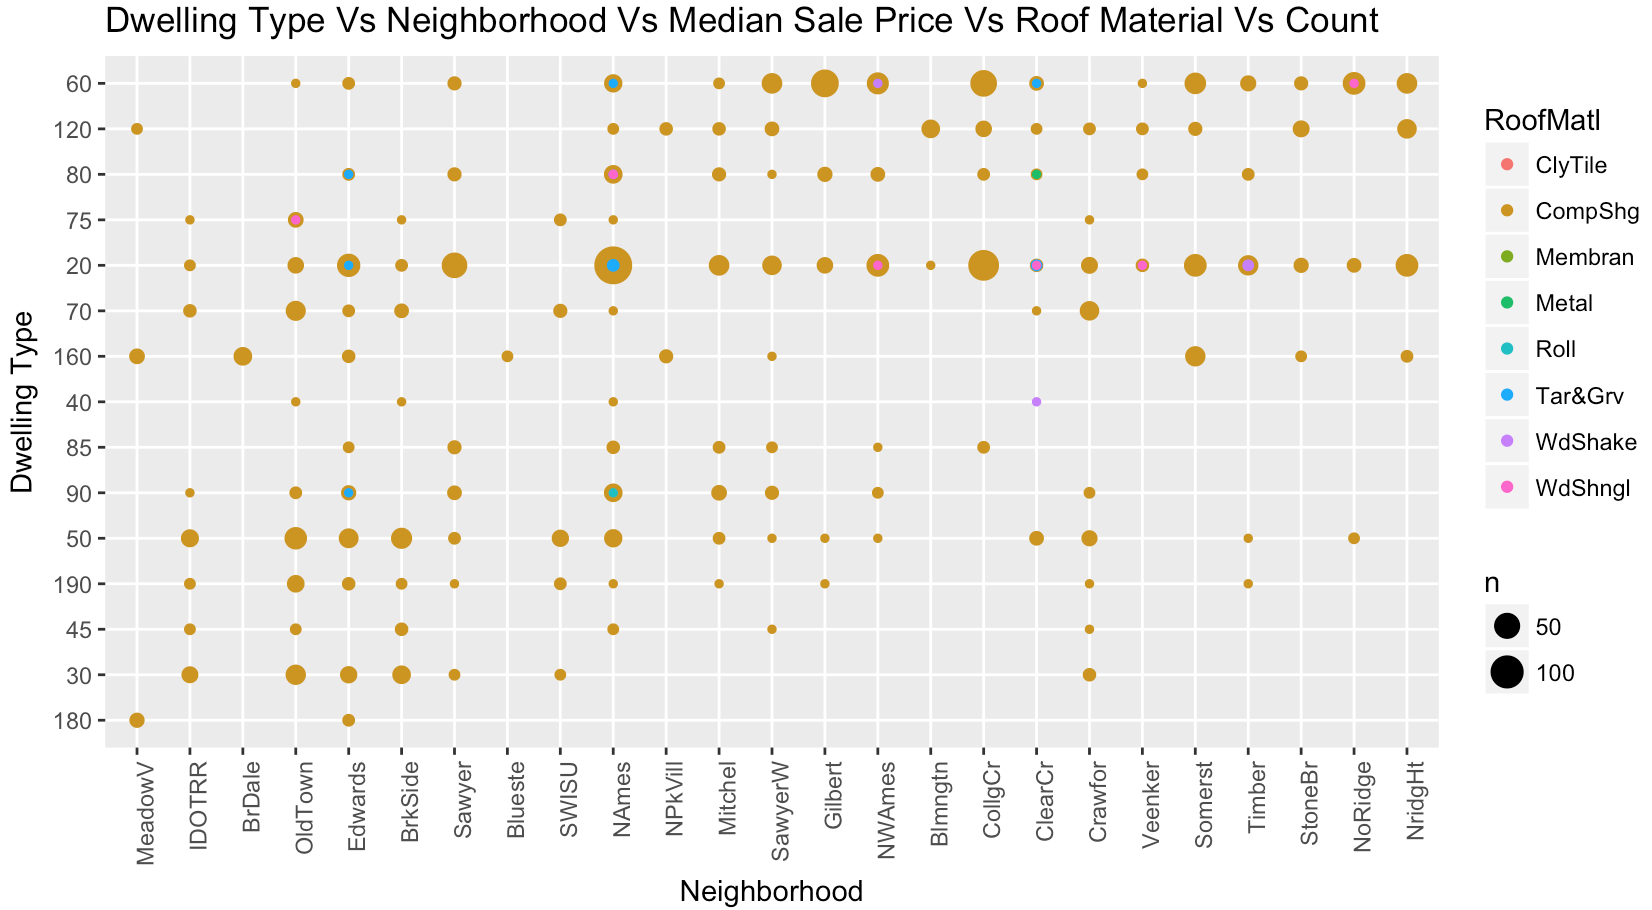 Dwelling Type Vs Neighborhood Vs Median Sale Price Vs Roof Material Vs Count
Dwelling Type
60
120
80
75
20
70
160
40
85
90
50
190
45
30
180
MeadowV
IDOTRR
BrDale
OldTown
Edwards
BrkSide
Sawyer
Blueste
SWISU
NAmes
NPkVill
Mitchel
SawyerW
Gilbert
NWAmes
Blmngtn
CollgCr
ClearCr
Crawfor
Veenker
Somerst
Timber
StoneBr
NoRidge
NridgHt
Neighborhood
RoofMatl
ClyTile
CompShg
Membran
Metal
Roll
Tar&Grv
WdShake
WdShngl
n
50
100